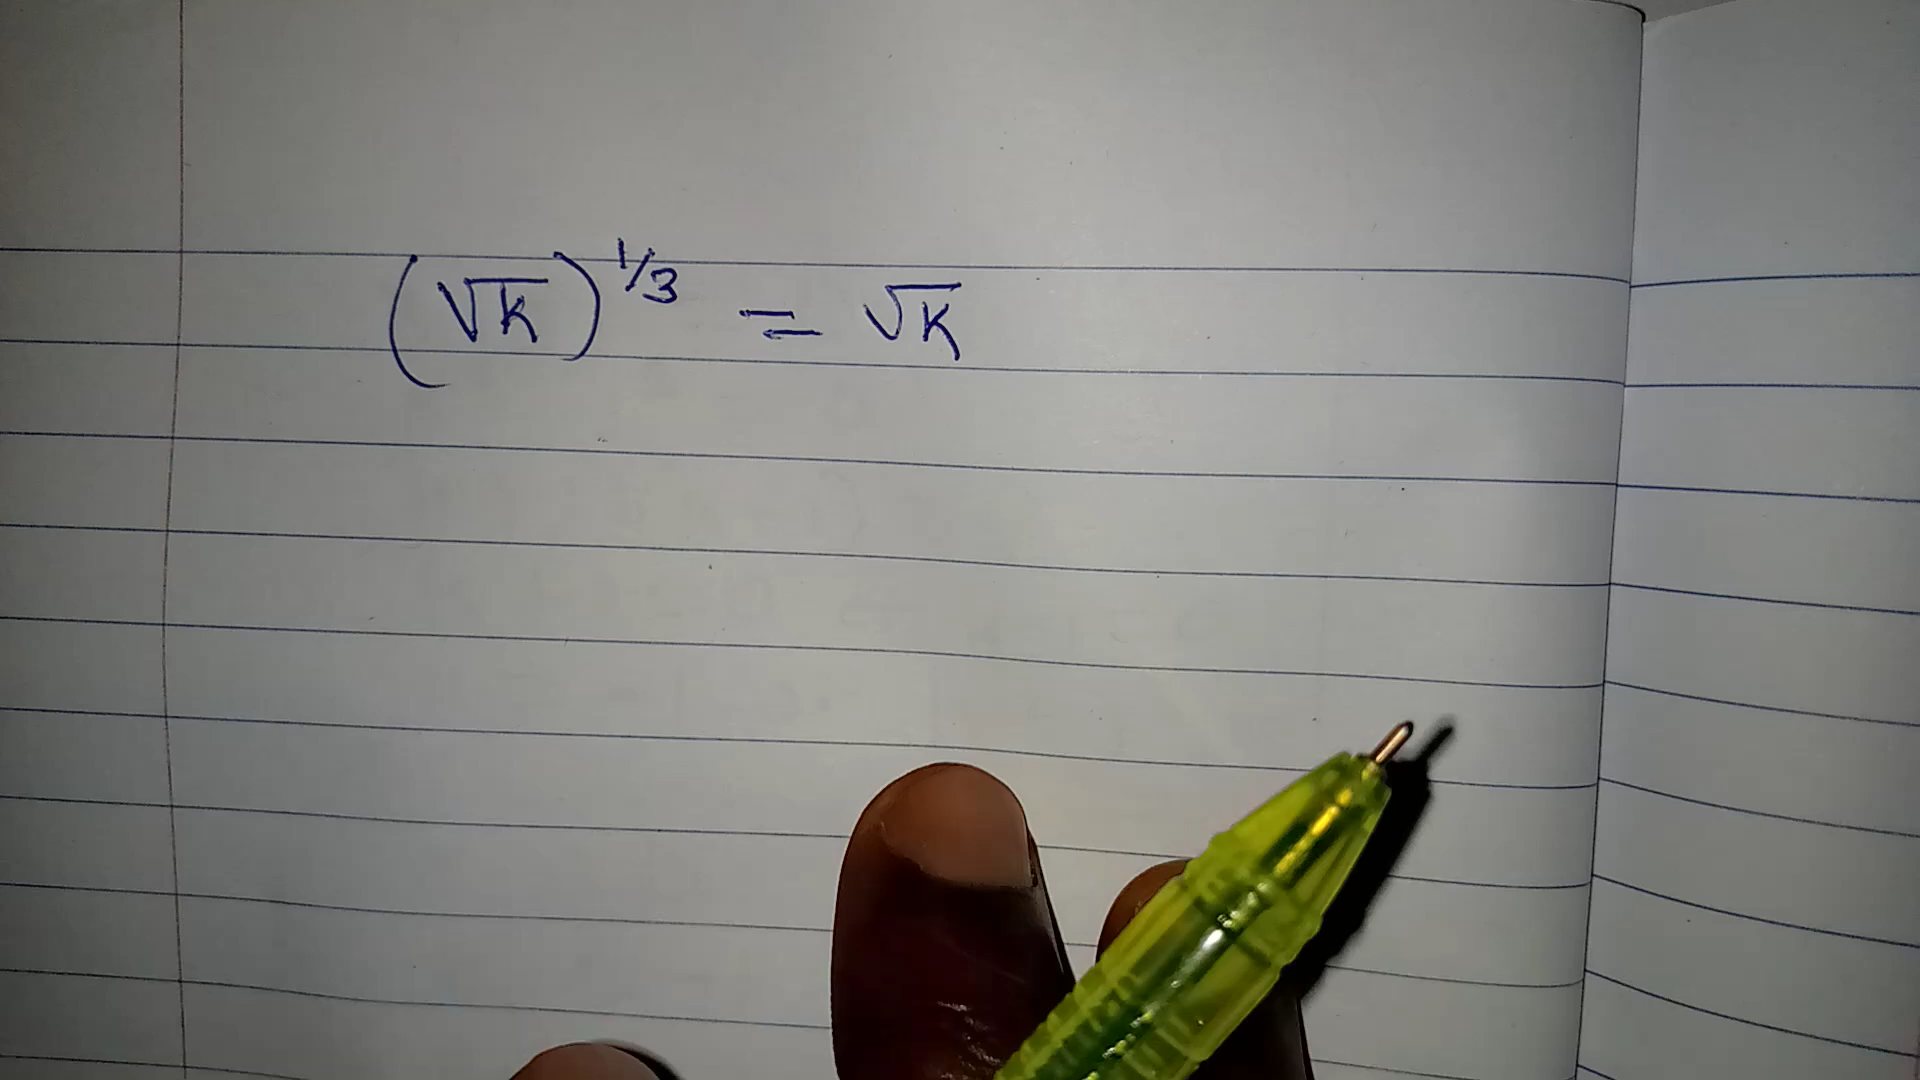 (√k)^1/3 = √k